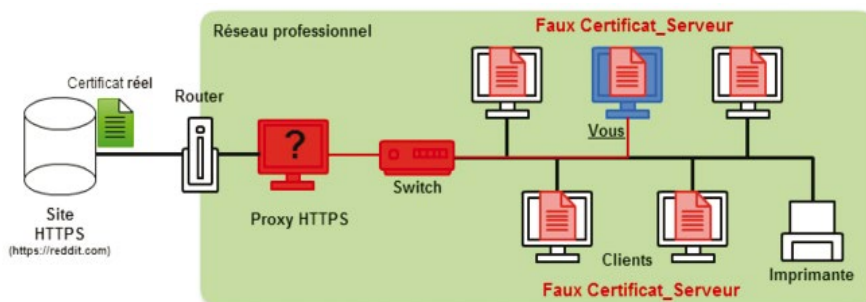 Réseau professionnel
Faux Certificat_Serveur
Certificat réel
Router
?
Vous
Switch
Site
HTTPS
(https://reddit.com)
Proxy HTTPS
Clients
Imprimante
Faux Certificat_Serveur